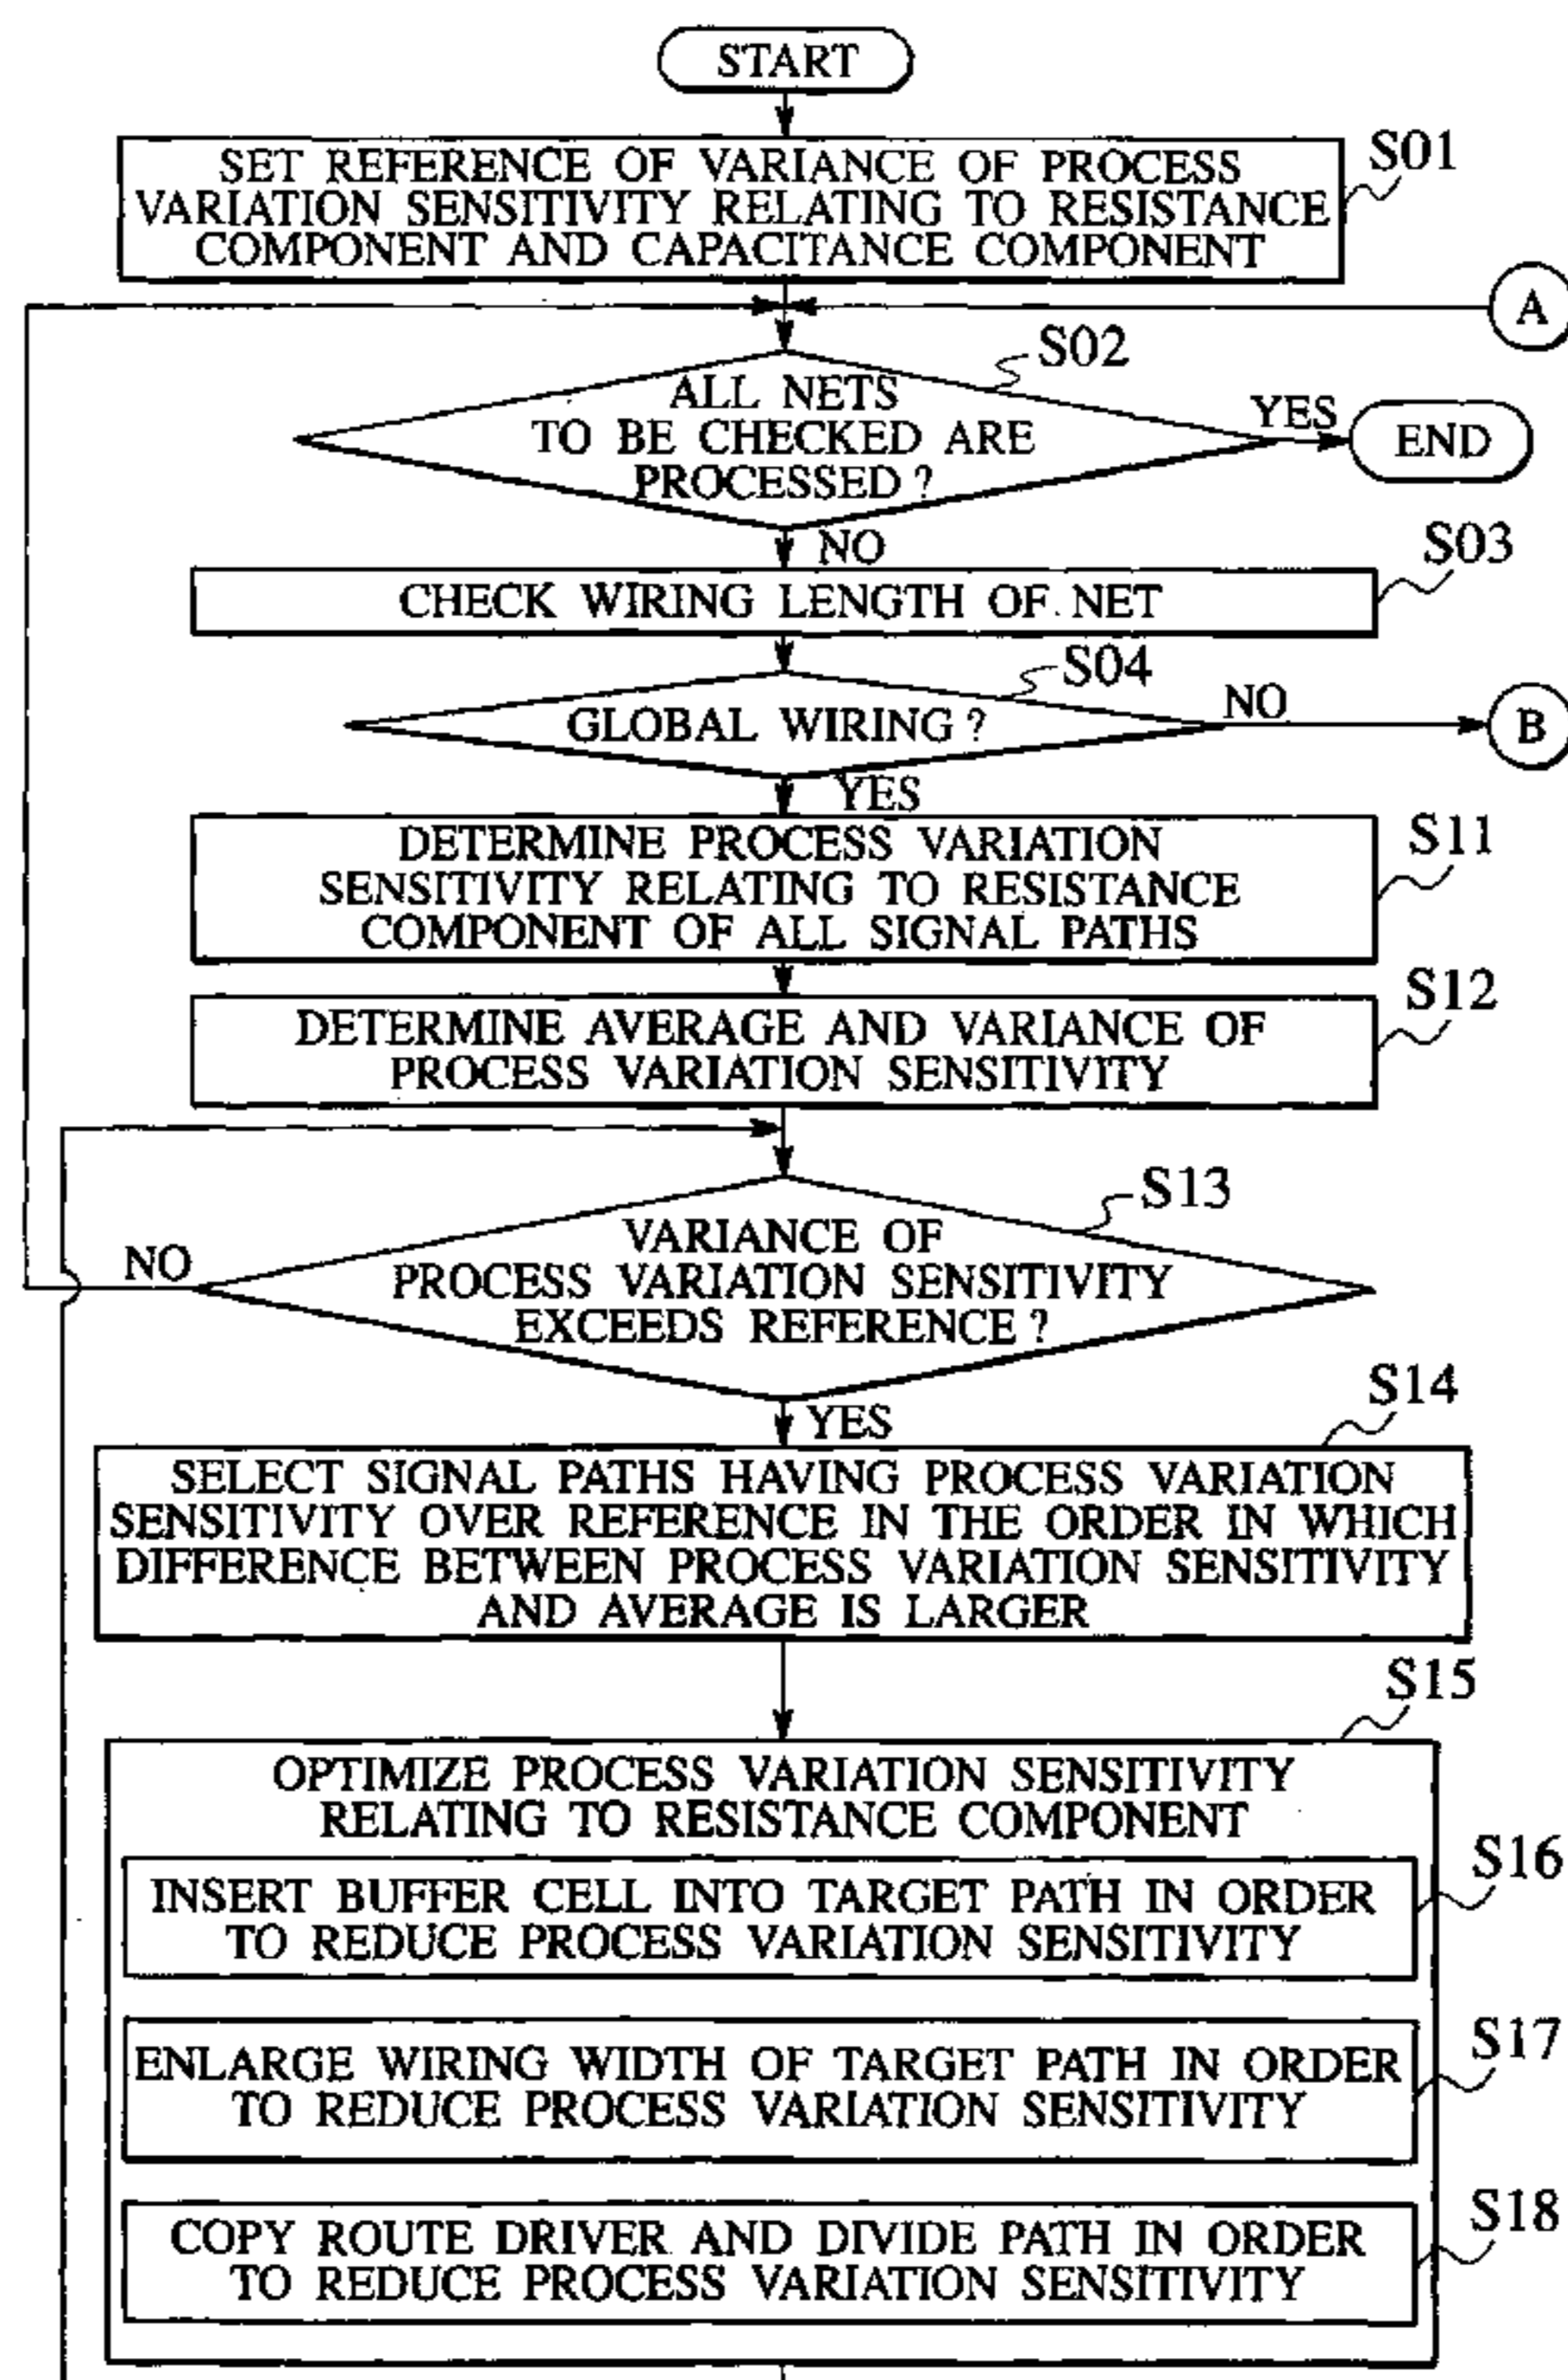 START
SET REFERENCE OF VARIANCE OF PROCESS
VARIATION SENSITIVITY RELATING TO RESISTANCE
COMPONENT AND CAPACITANCE COMPONENT
S01
A
S02
ALL NETS
TO BE CHECKED ARE
PROCESSED?
YES
END
NO
S03
CHECK WIRING LENGTH OF NET
S04
GLOBAL WIRING?
NO
B
YES
S11
DETERMINE PROCESS VARIATION
SENSITIVITY RELATING TO RESISTANCE
COMPONENT OF ALL SIGNAL PATHS
S12
DETERMINE AVERAGE AND VARIANCE OF
PROCESS VARIATION SENSITIVITY
S13
VARIANCE OF
PROCESS VARIATION SENSITIVITY
EXCEEDS REFERENCE?
NO
YES
S14
SELECT SIGNAL PATHS HAVING PROCESS VARIATION
SENSITIVITY OVER REFERENCE IN THE ORDER IN WHICH
DIFFERENCE BETWEEN PROCESS VARIATION SENSITIVITY
AND AVERAGE IS LARGER
S15
OPTIMIZE PROCESS VARIATION SENSITIVITY
RELATING TO RESISTANCE COMPONENT
S16
INSERT BUFFER CELL INTO TARGET PATH IN ORDER
TO REDUCE PROCESS VARIATION SENSITIVITY
S17
ENLARGE WIRING WIDTH OF TARGET PATH IN ORDER
TO REDUCE PROCESS VARIATION SENSITIVITY
S18
COPY ROUTE DRIVER AND DIVIDE PATH IN ORDER
TO REDUCE PROCESS VARIATION SENSITIVITY